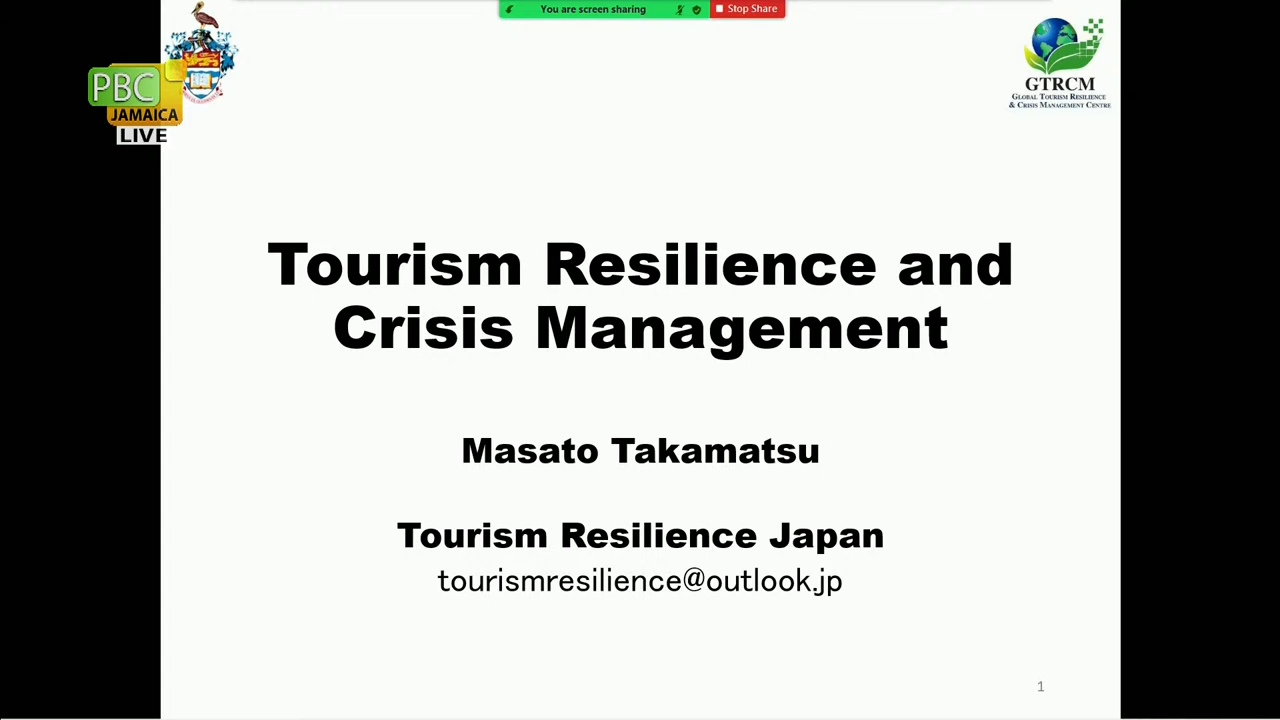 You are screen sharing
Stop Share
PBC
JAMAICA
LIVE
GTRCM
GLOBAL TOURISM RESILIENCE
& CRISIS MANAGEMENT CENTRE
Tourism Resilience and
Crisis Management
Masato Takamatsu
Tourism Resilience Japan
tourismresilience@outlook.jp
1